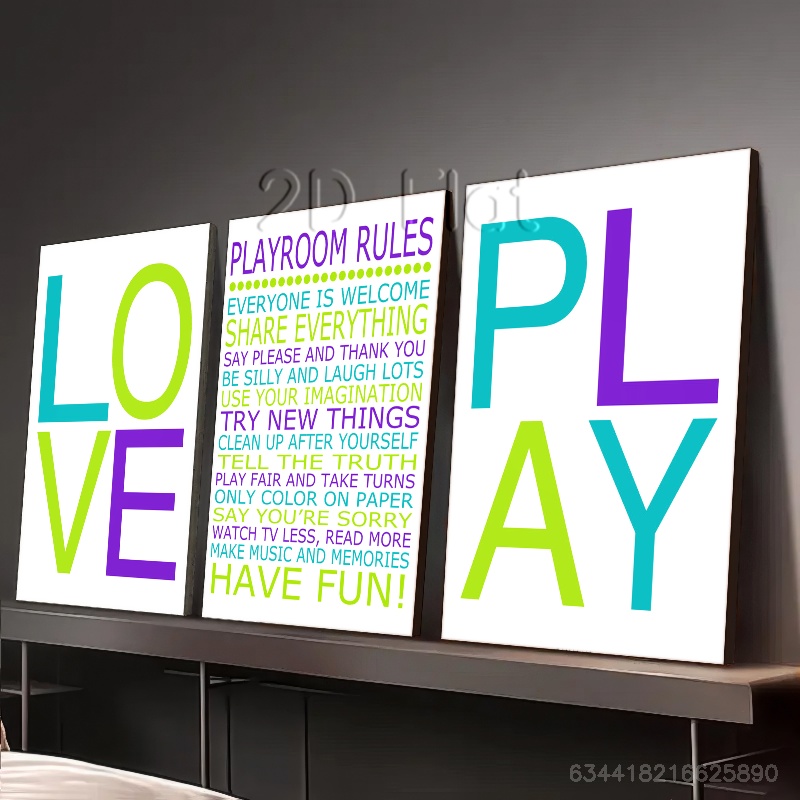 2D Flat
LO
VE
PLAYROOM RULES
EVERYONE IS WELCOME
SHARE EVERYTHING
SAY PLEASE AND THANK YOU
BE SILLY AND LAUGH LOTS
USE YOUR IMAGINATION
TRY NEW THINGS
CLEAN UP AFTER YOURSELF
TELL THE TRUTH
PLAY FAIR AND TAKE TURNS
ONLY COLOR ON PAPER
SAY YOU'RE SORRY
WATCH TV LESS, READ MORE
MAKE MUSIC AND MEMORIES
HAVE FUN!
PL
AY
634418216625890